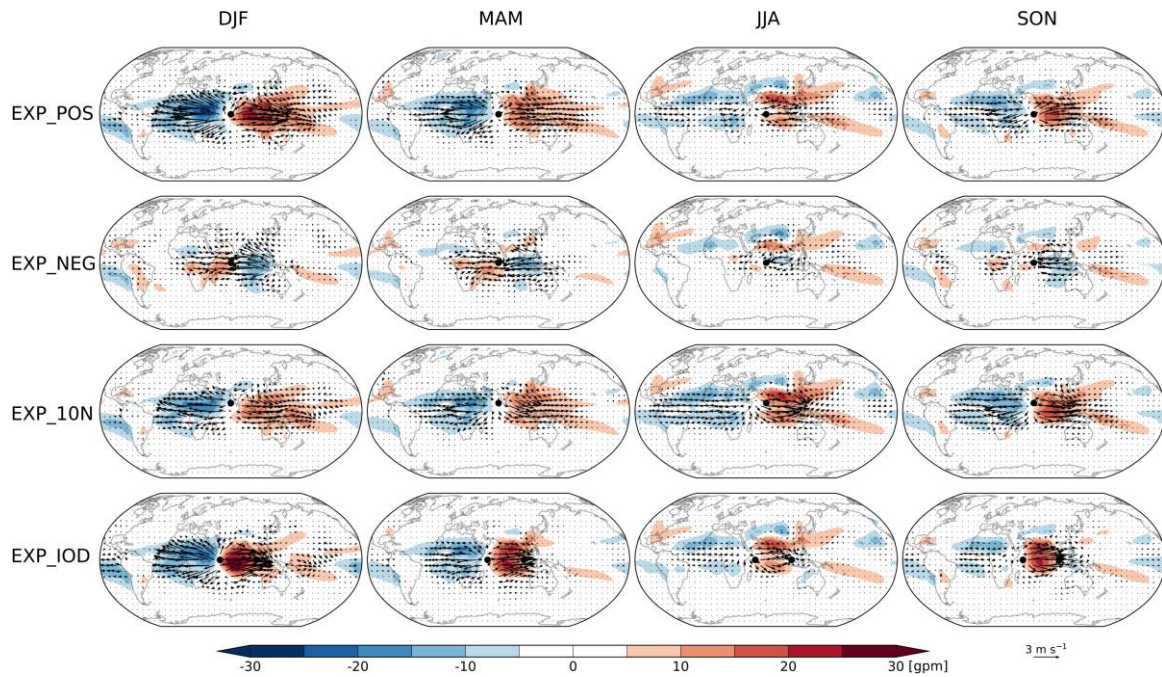 DJF MAM JJA SON
EXP_POS
EXP_NEG
EXP_10N
EXP_IOD
-30 -20 -10 0 10 20 30 [gpm]
3 m s⁻¹